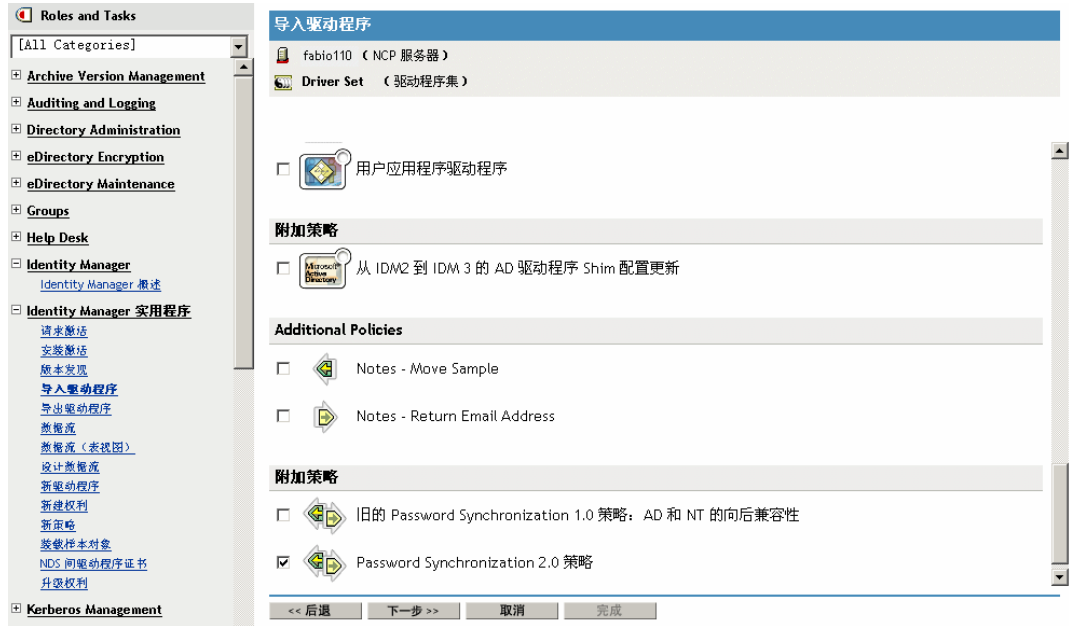 Roles and Tasks
[All Categories]
Archive Version Management
Auditing and Logging
Directory Administration
eDirectory Encryption
eDirectory Maintenance
Groups
Help Desk
Identity Manager
Identity Manager 概述
Identity Manager 实用程序
请求激活
安装激活
版本发现
导入驱动程序
导出驱动程序
数据流
数据流（表视图）
设计数据流
新驱动程序
新建权利
新策略
装载样本对象
NDS 间驱动程序证书
升级权利
Kerberos Management
导入驱动程序
fabio110 （NCP 服务器）
Driver Set （驱动程序集）
用户应用程序驱动程序
附加策略
Microsoft Active Directory
从 IDM2 到 IDM 3 的 AD 驱动程序 Shim 配置更新
Additional Policies
Notes - Move Sample
Notes - Return Email Address
附加策略
旧的 Password Synchronization 1.0 策略：AD 和 NT 的向后兼容性
Password Synchronization 2.0 策略
<< 后退
下一步 >>
取消
完成